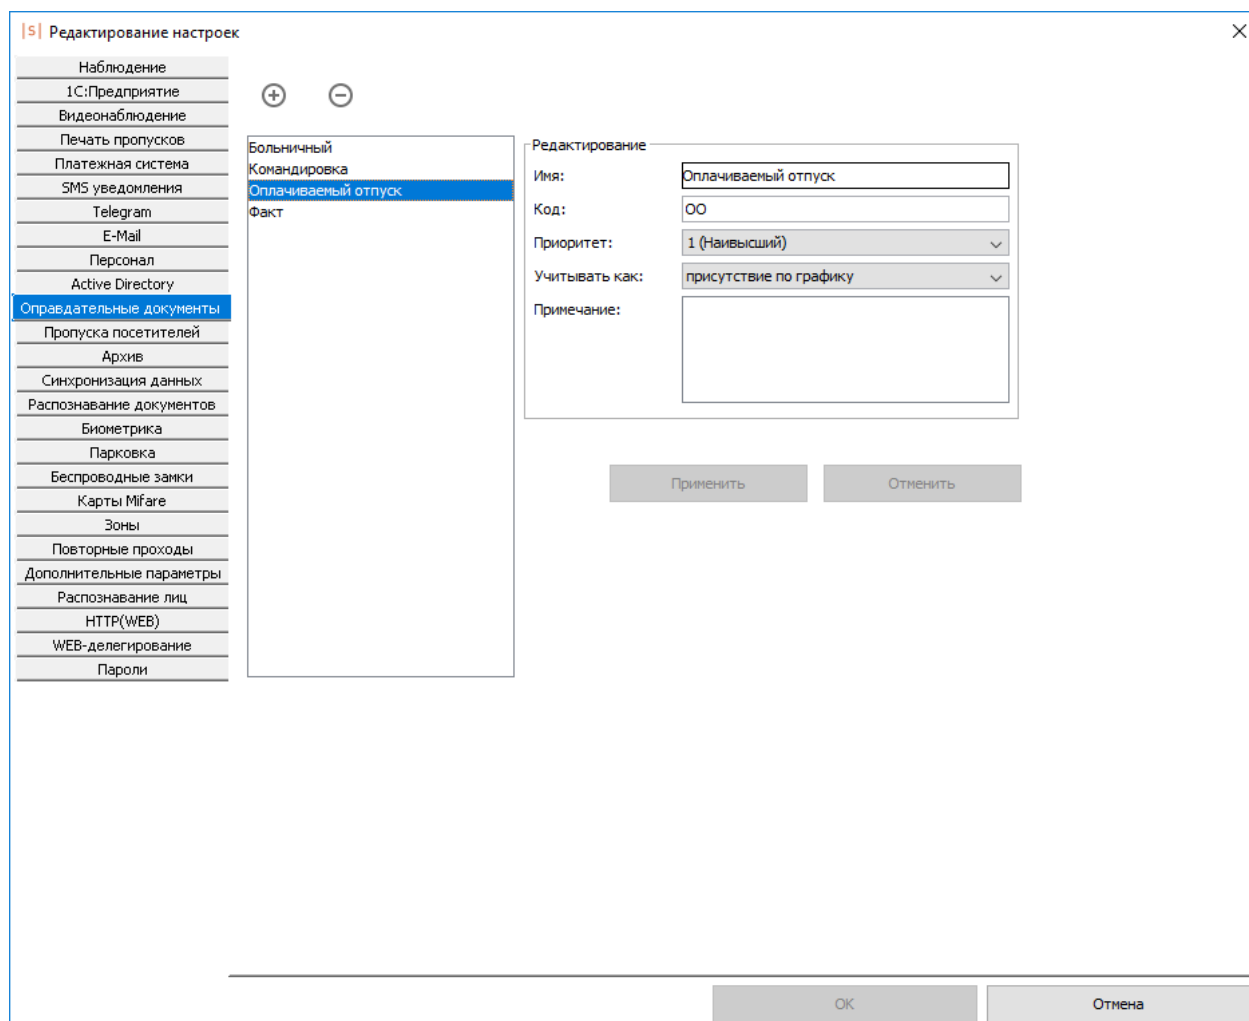 |S| Редактирование настроек
Наблюдение
1С:Предприятие
Видеонаблюдение
Печать пропусков
Платежная система
SMS уведомления
Telegram
E-Mail
Персонал
Active Directory
Оправдательные документы
Пропуска посетителей
Архив
Синхронизация данных
Распознавание документов
Биометрика
Парковка
Беспроводные замки
Карты Mifare
Зоны
Повторные проходы
Дополнительные параметры
Распознавание лиц
HTTP(WEB)
WEB-делегирование
Пароли
Больничный
Командировка
Оплачиваемый отпуск
Факт
Редактирование
Имя: Оплачиваемый отпуск
Код: ОО
Приоритет: 1 (Наивысший)
Учитывать как: присутствие по графику
Примечание:
Применить Отменить
ОК Отмена